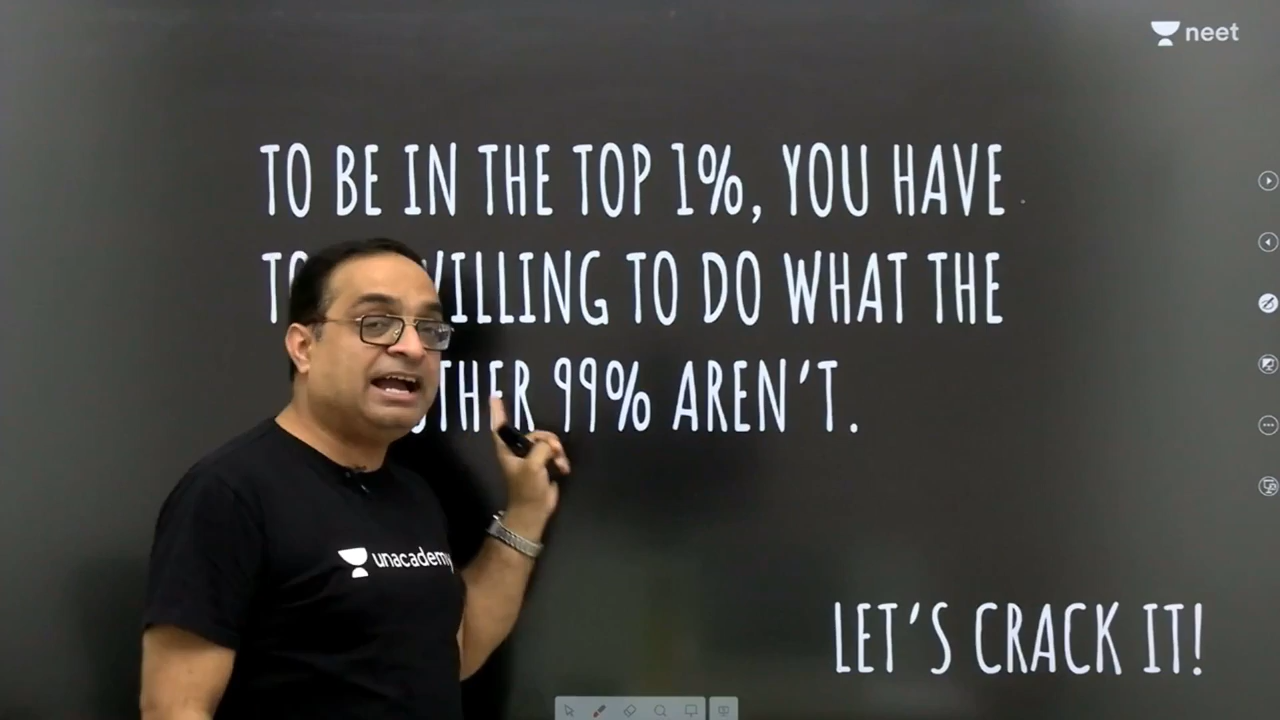 neet
TO BE IN THE TOP 1%, YOU HAVE
WILLING TO DO WHAT THE
99% AREN'T.
unacademy
LET'S CRACK IT!